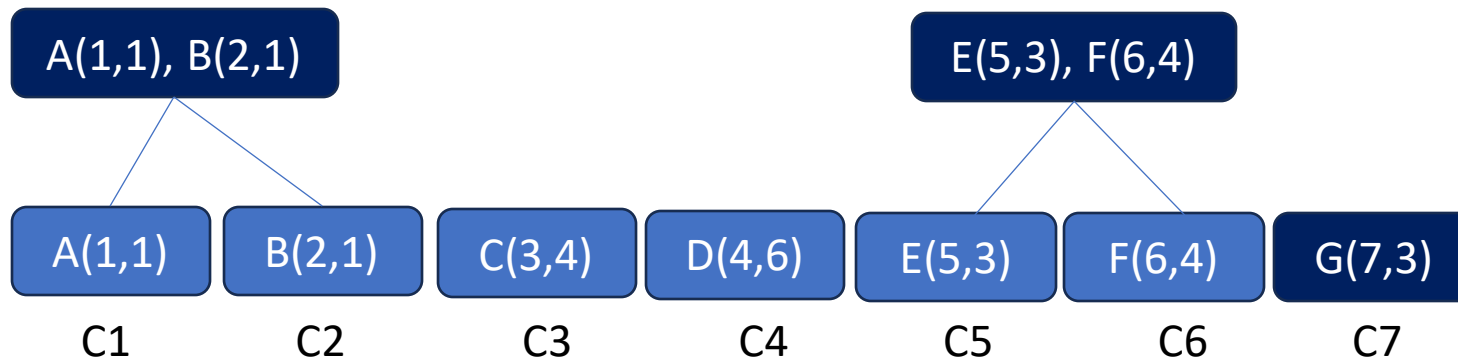 A(1,1), B(2,1)
E(5,3), F(6,4)
A(1,1)
B(2,1)
C(3,4)
D(4,6)
E(5,3)
F(6,4)
G(7,3)
C1
C2
C3
C4
C5
C6
C7